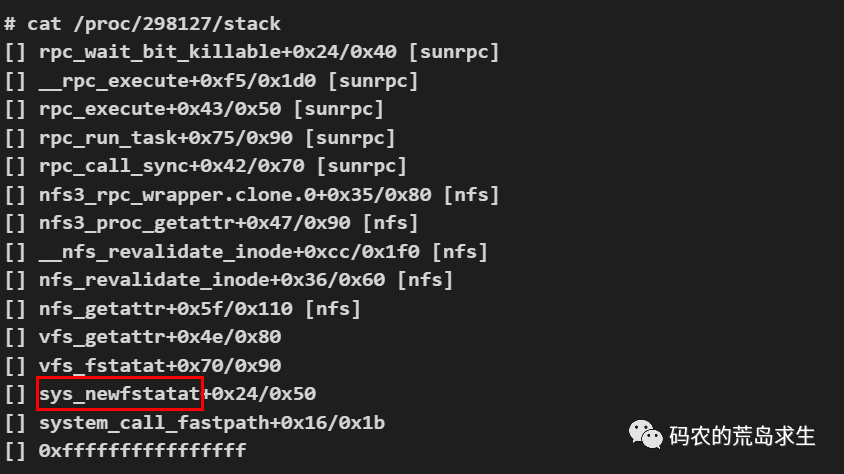 # cat /proc/298127/stack
[] rpc_wait_bit_killable+0x24/0x40 [sunrpc]
[] __rpc_execute+0xf5/0x1d0 [sunrpc]
[] rpc_execute+0x43/0x50 [sunrpc]
[] rpc_run_task+0x75/0x90 [sunrpc]
[] rpc_call_sync+0x42/0x70 [sunrpc]
[] nfs3_rpc_wrapper.clone.0+0x35/0x80 [nfs]
[] nfs3_proc_getattr+0x47/0x90 [nfs]
[] __nfs_revalidate_inode+0xcc/0x1f0 [nfs]
[] nfs_revalidate_inode+0x36/0x60 [nfs]
[] nfs_getattr+0x5f/0x110 [nfs]
[] vfs_getattr+0x4e/0x80
[] vfs_fstatat+0x70/0x90
[] sys_newfstatat+0x24/0x50
[] system_call_fastpath+0x16/0x1b
[] 0xffffffffffffffff
码农的荒岛求生